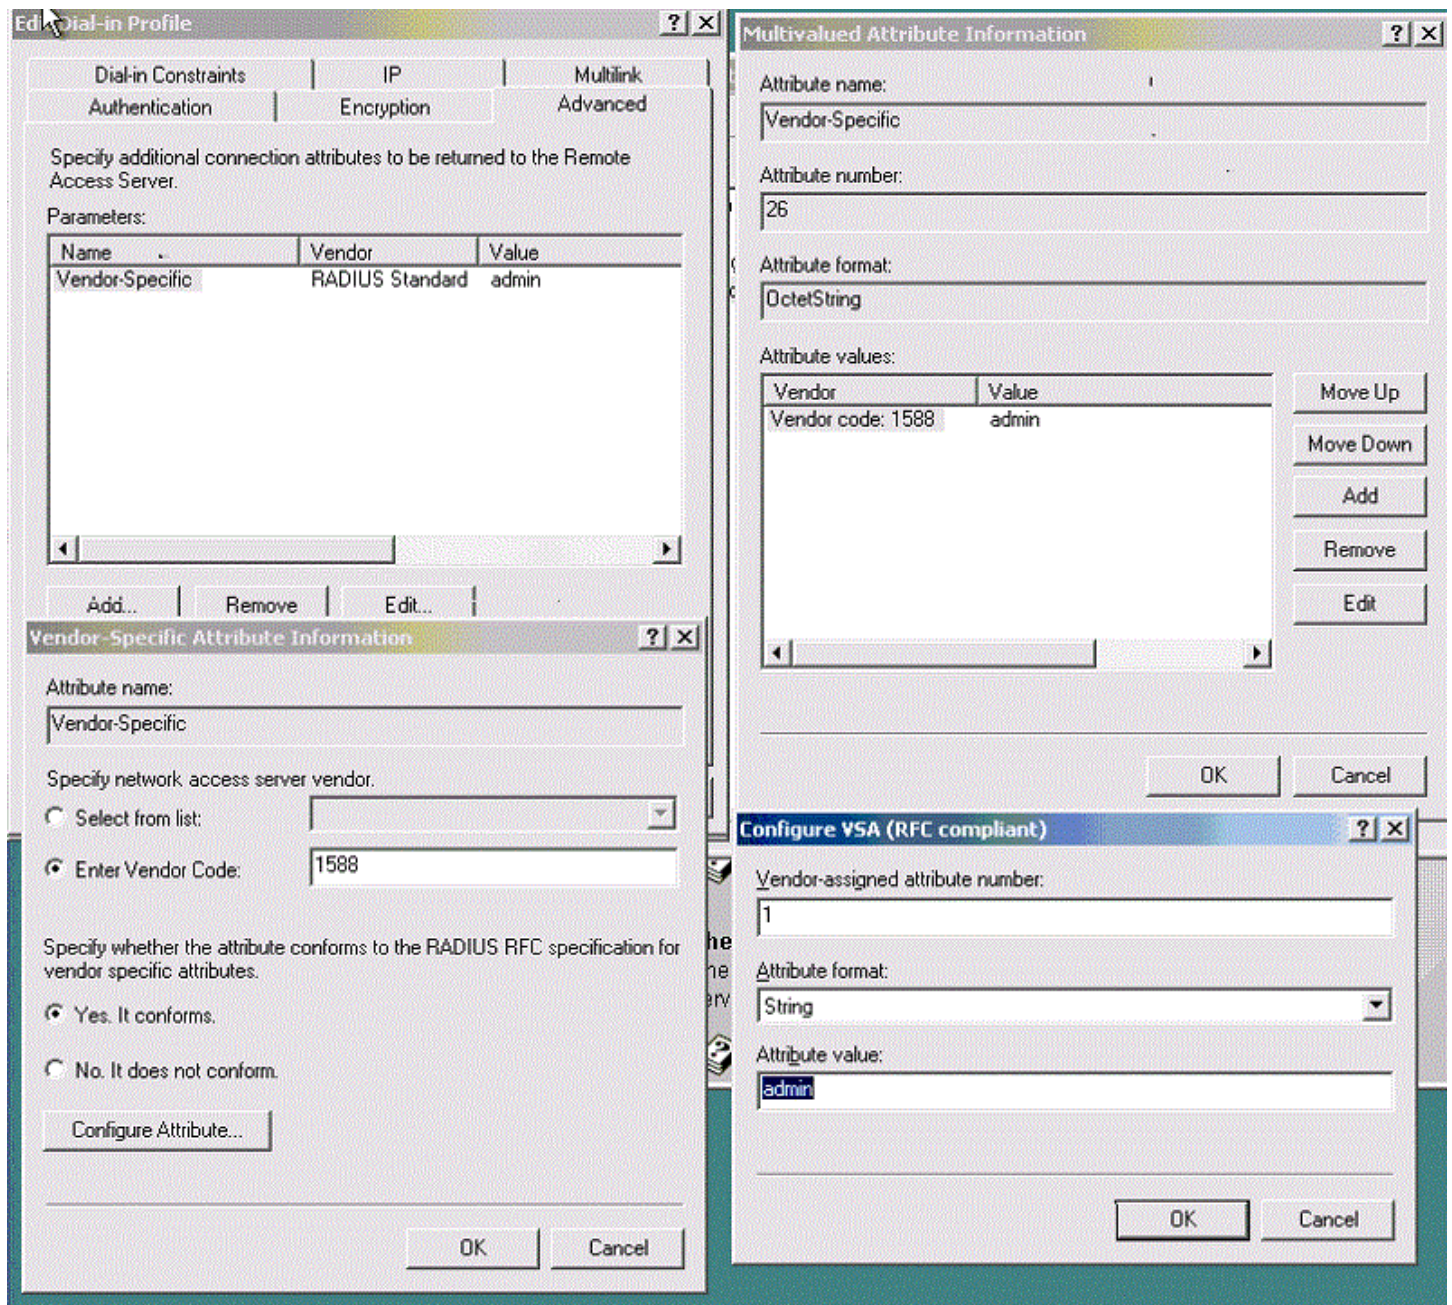 Edit Dial-in Profile
Dial-in Constraints
IP
Multilink
Authentication
Encryption
Advanced
Specify additional connection attributes to be returned to the Remote
Access Server.
Parameters:
Name Vendor Value
Vendor-Specific RADIUS Standard admin
Add... Remove Edit...
Vendor-Specific Attribute Information
Attribute name:
Vendor-Specific
Specify network access server vendor.
Select from list:
Enter Vendor Code: 1588
Specify whether the attribute conforms to the RADIUS RFC specification for
vendor specific attributes.
Yes. It conforms.
No. It does not conform.
Configure Attribute...
OK Cancel
Multivalued Attribute Information
Attribute name:
Vendor-Specific
Attribute number:
26
Attribute format:
OctetString
Attribute values:
Vendor Value
Vendor code: 1588 admin
Move Up
Move Down
Add
Remove
Edit
OK Cancel
Configure VSA (RFC compliant)
Vendor-assigned attribute number:
1
Attribute format:
String
Attribute value:
admin
OK Cancel